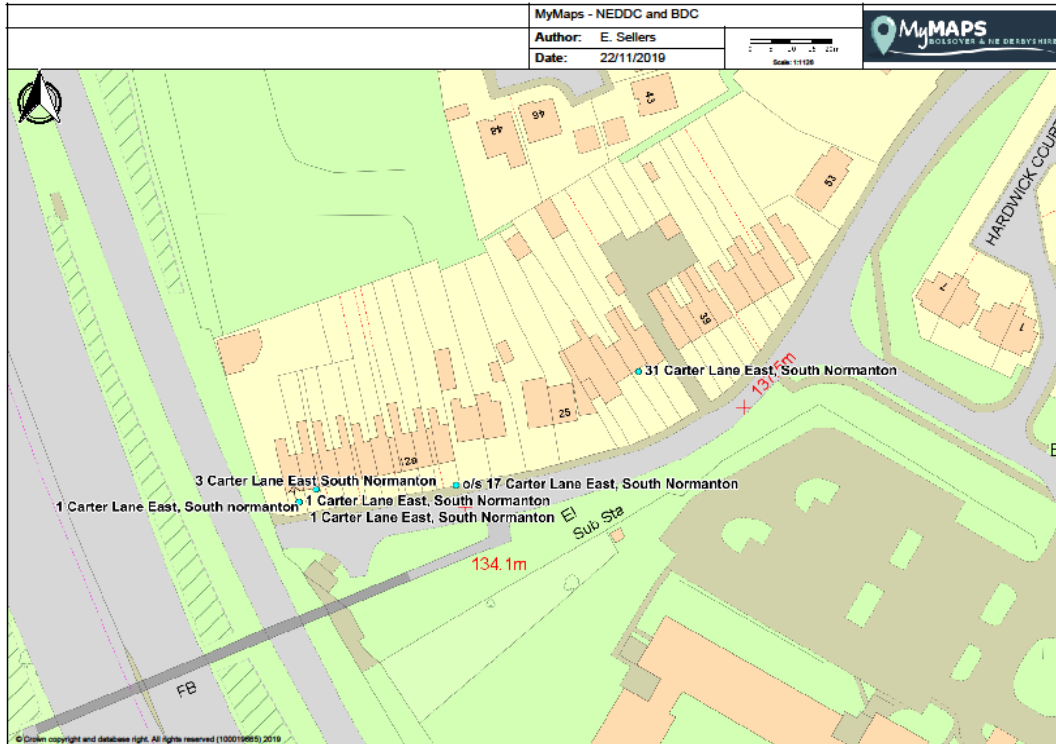 MyMaps - NEDDC and BDC
Author: E. Sellers
Date: 22/11/2019
Scale: 1:1126
MyMAPS
BOLSOVER & NE DERBYSHIRE
48
46
43
53
HARDWICK COURT
7
1
39
137.5m
31 Carter Lane East, South Normanton
25
129
3 Carter Lane East South Normanton
o/s 17 Carter Lane East, South Normanton
1 Carter Lane East, South normanton
1 Carter Lane East, South Normanton
1 Carter Lane East, South Normanton
El
Sub Sta
134.1m
FB
© Crown copyright and database right. All rights reserved (100019665) 2019